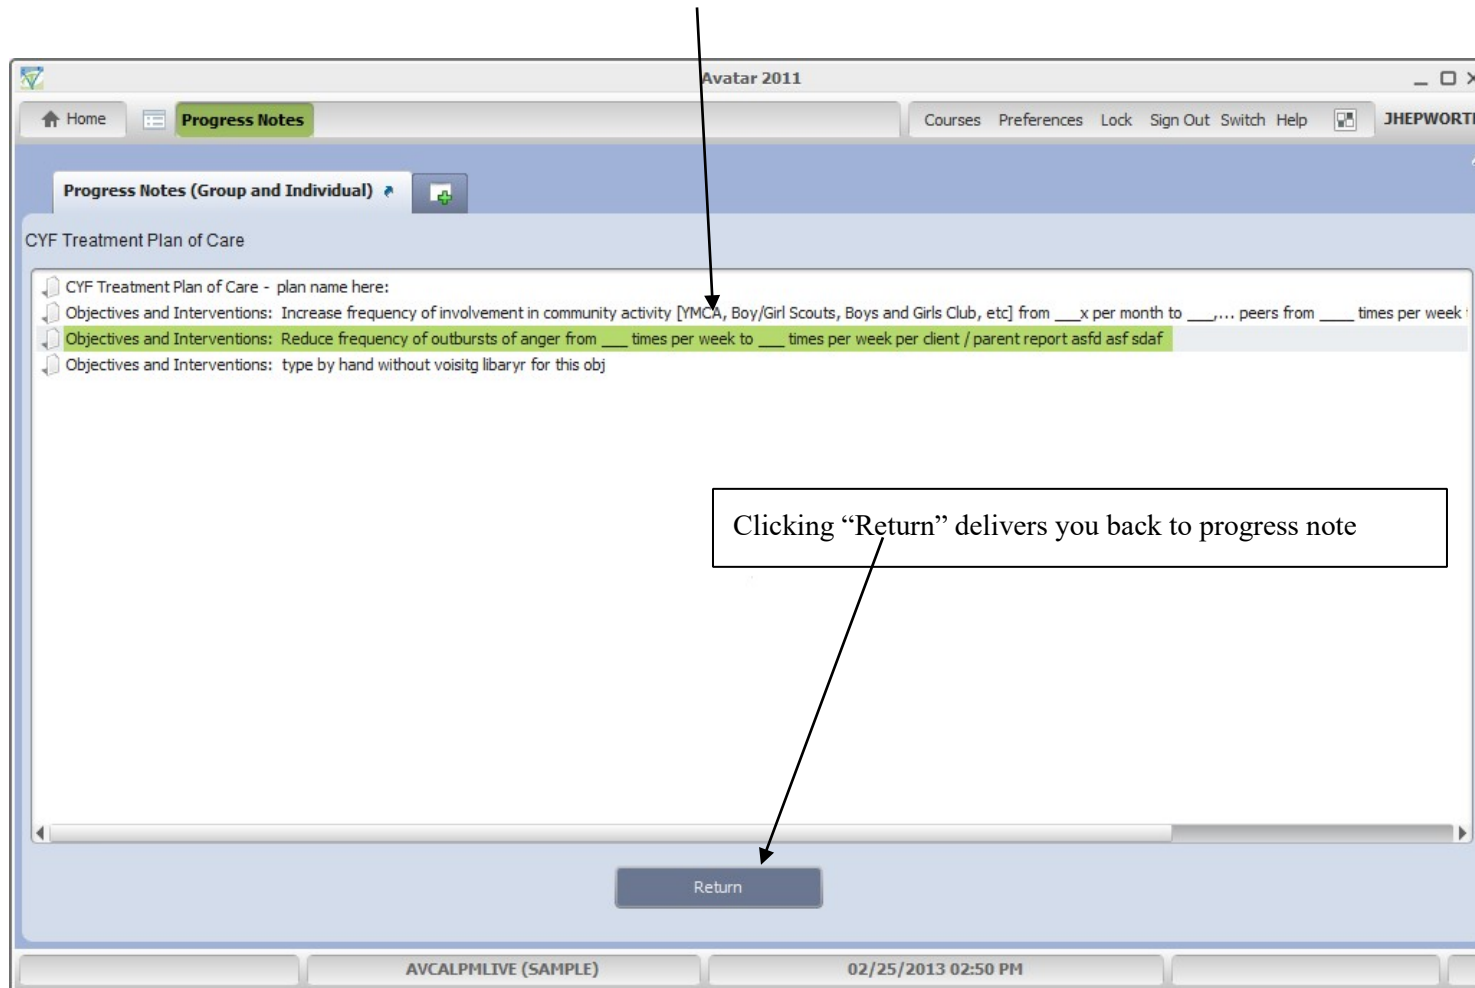 Avatar 2011
Home
Progress Notes
Courses Preferences Lock Sign Out Switch Help
JHEPWORTH
Progress Notes (Group and Individual)
CYF Treatment Plan of Care
CYF Treatment Plan of Care - plan name here:
Objectives and Interventions: Increase frequency of involvement in community activity [YMCA, Boy/Girl Scouts, Boys and Girls Club, etc] from ___x per month to ___,... peers from ____ times per week
Objectives and Interventions: Reduce frequency of outbursts of anger from ___ times per week to ___ times per week per client / parent report asfd asf sdaf
Objectives and Interventions: type by hand without voisitg libaryr for this obj
Clicking “Return” delivers you back to progress note
Return
AVCALPMLIVE (SAMPLE)
02/25/2013 02:50 PM